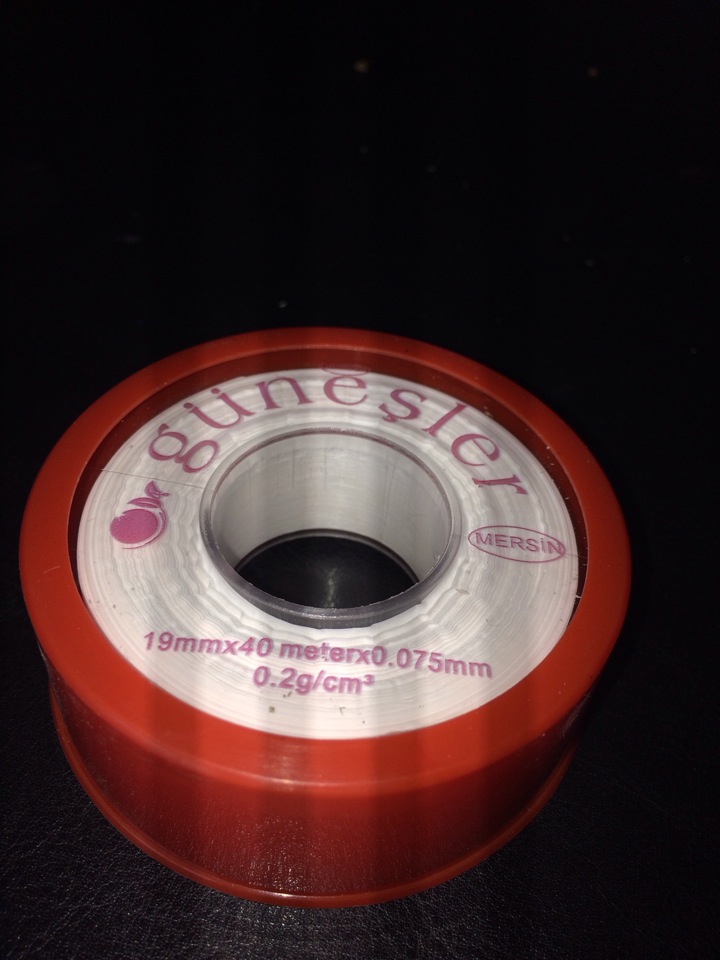 güneşler
MERSİN
19mmx40 meterx0.075mm
0.2g/cm³